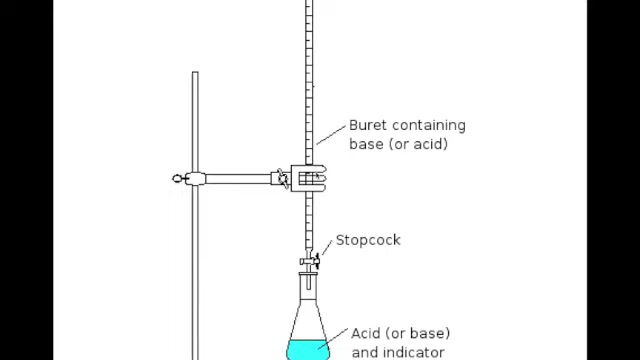 Buret containing
base (or acid)
Stopcock
Acid (or base)
and indicator